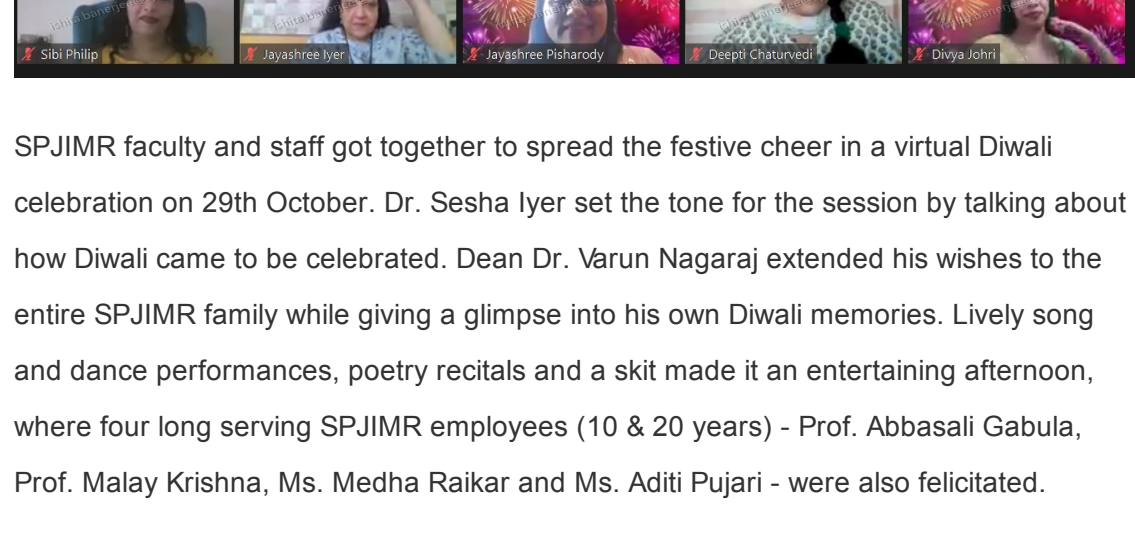 Sibi Philip
Jayashree Iyer
Jayashree Pisharody
Deepti Chaturvedi
Divya Johri
SPJIMR faculty and staff got together to spread the festive cheer in a virtual Diwali
celebration on 29th October. Dr. Sesha Iyer set the tone for the session by talking about
how Diwali came to be celebrated. Dean Dr. Varun Nagaraj extended his wishes to the
entire SPJIMR family while giving a glimpse into his own Diwali memories. Lively song
and dance performances, poetry recitals and a skit made it an entertaining afternoon,
where four long serving SPJIMR employees (10 & 20 years) - Prof. Abbasali Gabula,
Prof. Malay Krishna, Ms. Medha Raikar and Ms. Aditi Pujari - were also felicitated.